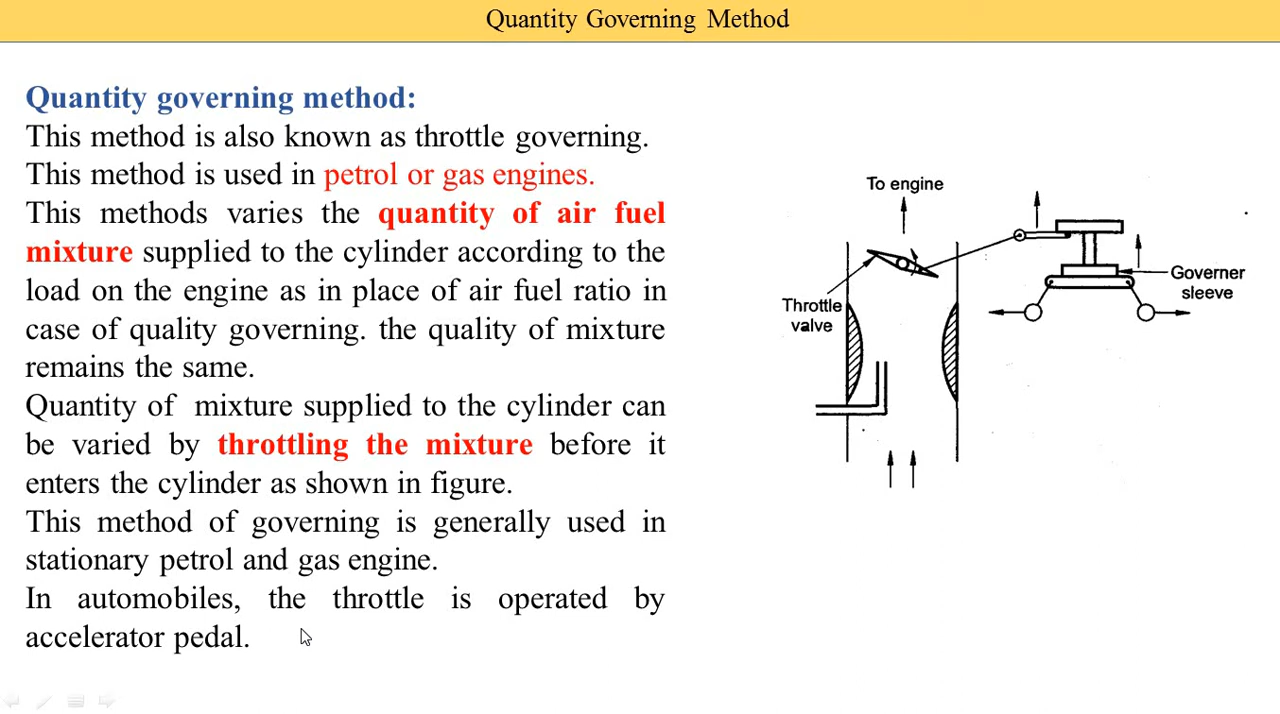 Quantity Governing Method
Quantity governing method:
This method is also known as throttle governing.
This method is used in petrol or gas engines.
This methods varies the quantity of air fuel
mixture supplied to the cylinder according to the
load on the engine as in place of air fuel ratio in
case of quality governing. the quality of mixture
remains the same.
Quantity of mixture supplied to the cylinder can
be varied by throttling the mixture before it
enters the cylinder as shown in figure.
This method of governing is generally used in
stationary petrol and gas engine.
In automobiles, the throttle is operated by
accelerator pedal.
To engine
Throttle
valve
Governer
sleeve